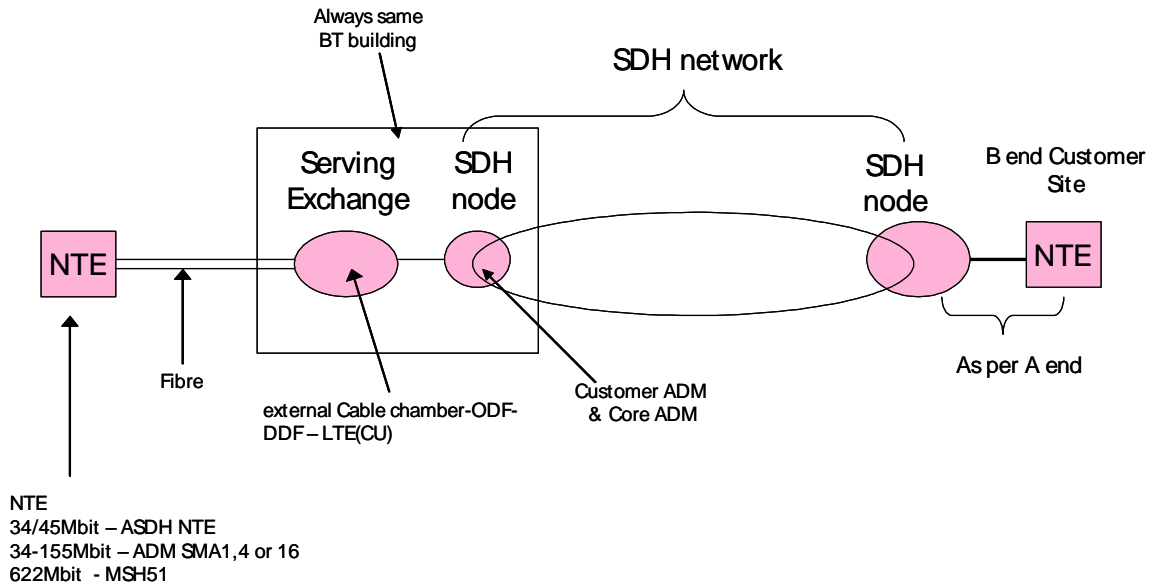 Always same
BT building
SDH network
Serving
Exchange
SDH
node
SDH
node
B end Customer
Site
NTE
NTE
Fibre
external Cable chamber-ODF-
DDF – LTE(CU)
Customer ADM
& Core ADM
As per A end
NTE
34/45Mbit – ASDH NTE
34-155Mbit – ADM SMA1,4 or 16
622Mbit - MSH51